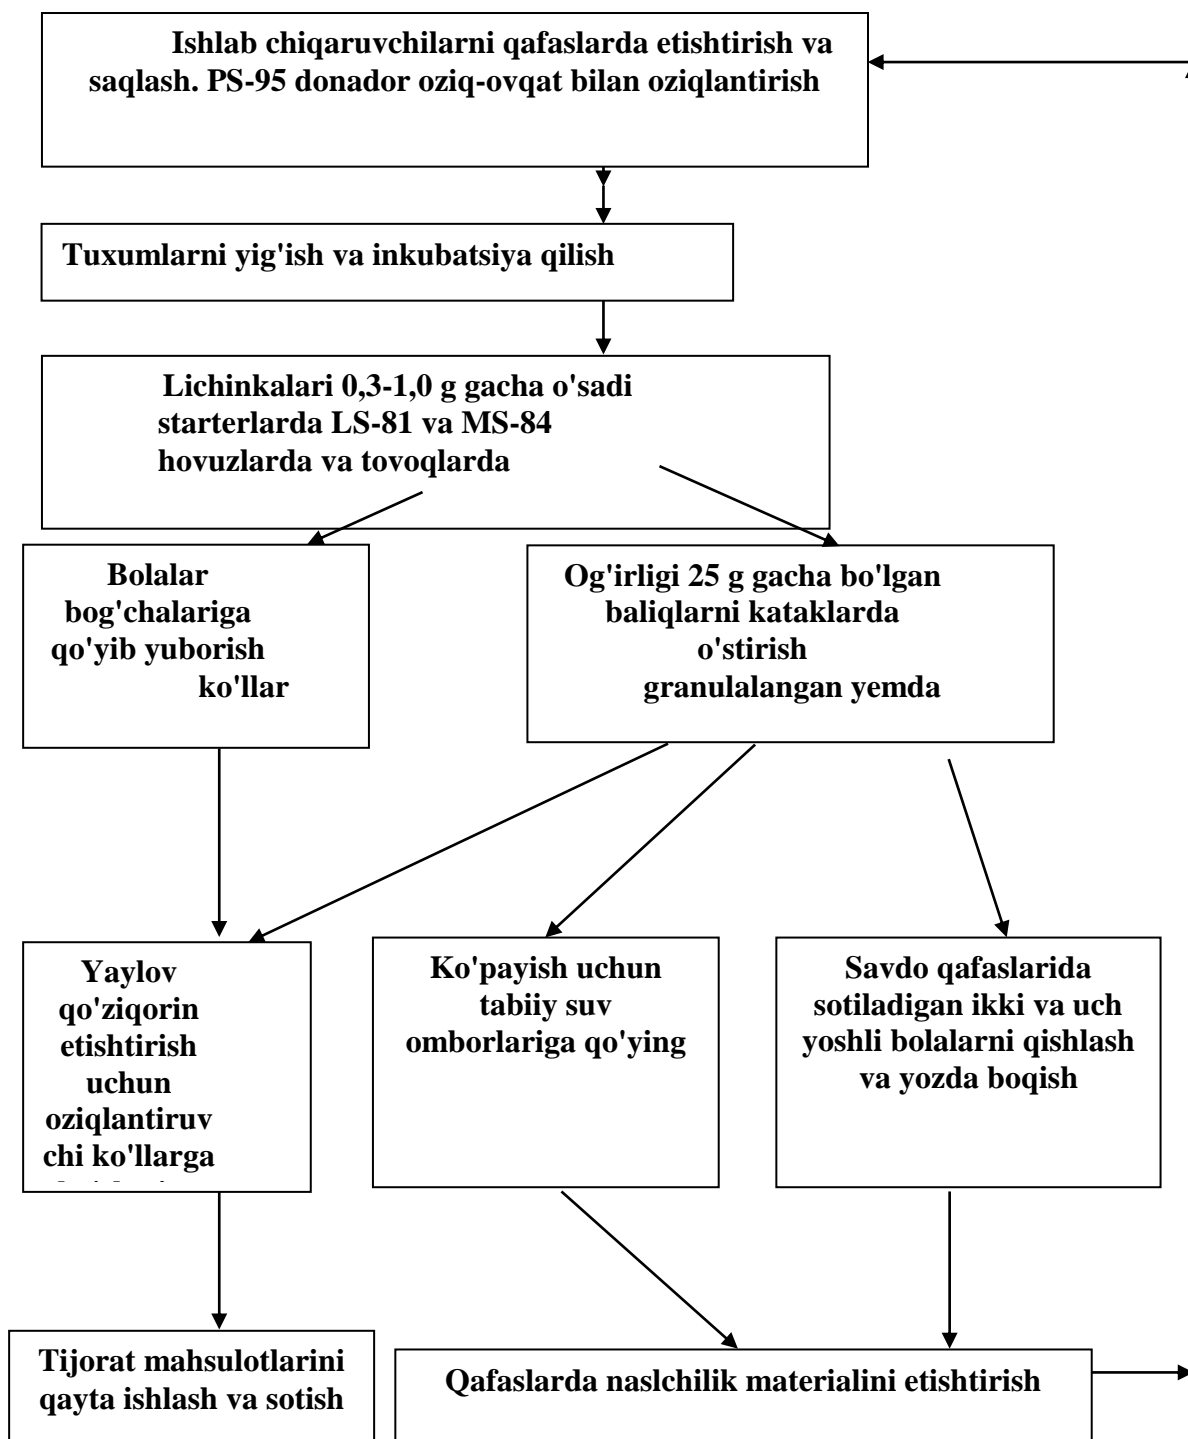 Ishlab chiqaruvchilarni qafaslarda etishtirish va
saqlash. PS-95 donador oziq-ovqat bilan oziqlantirish
Tuxumlarni yig'ish va inkubatsiya qilish
Lichinkalari 0,3-1,0 g gacha o'sadi
starterlarda LS-81 va MS-84
hovuzlarda va tovoqlarda
Bolalar
bog'chalariga
qo'yib yuborish
ko'llar
Og'irligi 25 g gacha bo'lgan
baliqlarni kataklarda
o'stirish
granulalangan yemda
Yaylov
qo'ziqorin
etishtirish
uchun
oziqlantiruv
chi ko'llarga
Ko'payish uchun
tabiiy suv
omborlariga qo'ying
Savdo qafaslarida
sotiladigan ikki va uch
yoshli bolalarni qishlash
va yozda boqish
Tijorat mahsulotlarini
qayta ishlash va sotish
Qafaslarda naslchilik materialini etishtirish